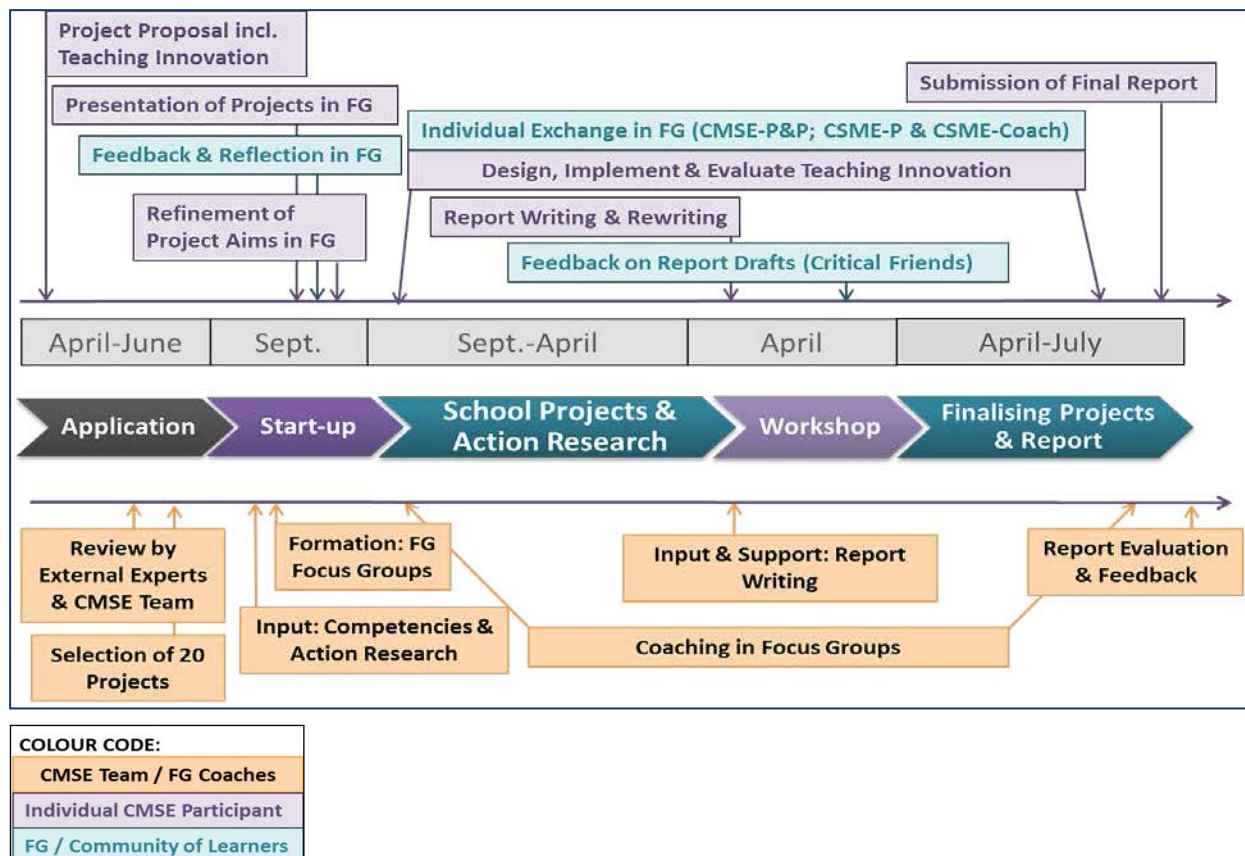 Project Proposal incl.
Teaching Innovation
Presentation of Projects in FG
Feedback & Reflection in FG
Refinement of
Project Aims in FG
Submission of Final Report
Individual Exchange in FG (CMSE-P&P; CSME-P & CSME-Coach)
Design, Implement & Evaluate Teaching Innovation
Report Writing & Rewriting
Feedback on Report Drafts (Critical Friends)
April-June
Sept.
Sept.-April
April
April-July
Application
Start-up
School Projects &
Action Research
Workshop
Finalising Projects
& Report
Review by
External Experts
& CMSE Team
Selection of 20
Projects
Formation: FG
Focus Groups
Input: Competencies &
Action Research
Input & Support: Report
Writing
Coaching in Focus Groups
Report Evaluation
& Feedback
COLOUR CODE:
CMSE Team / FG Coaches
Individual CMSE Participant
FG / Community of Learners